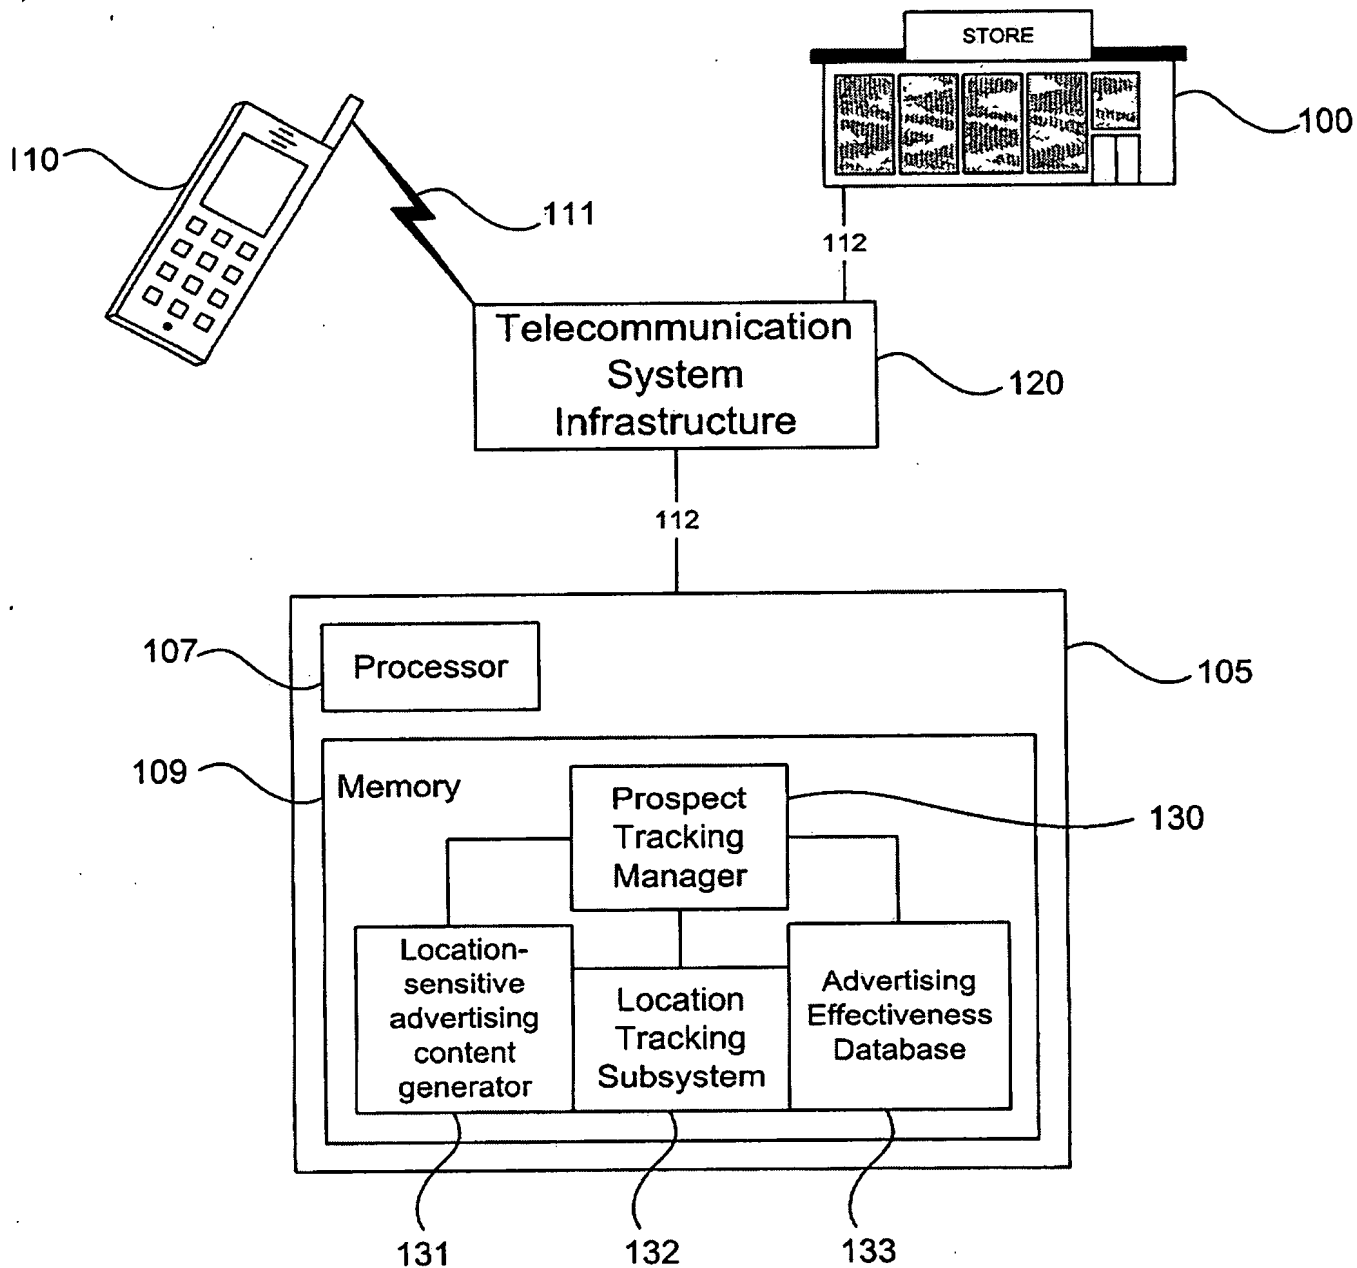 STORE
100
110
111
112
Telecommunication
System
Infrastructure
120
112
107
Processor
105
109
Memory
Prospect
Tracking
Manager
130
Location-
sensitive
advertising
content
generator
Location
Tracking
Subsystem
Advertising
Effectiveness
Database
131
132
133